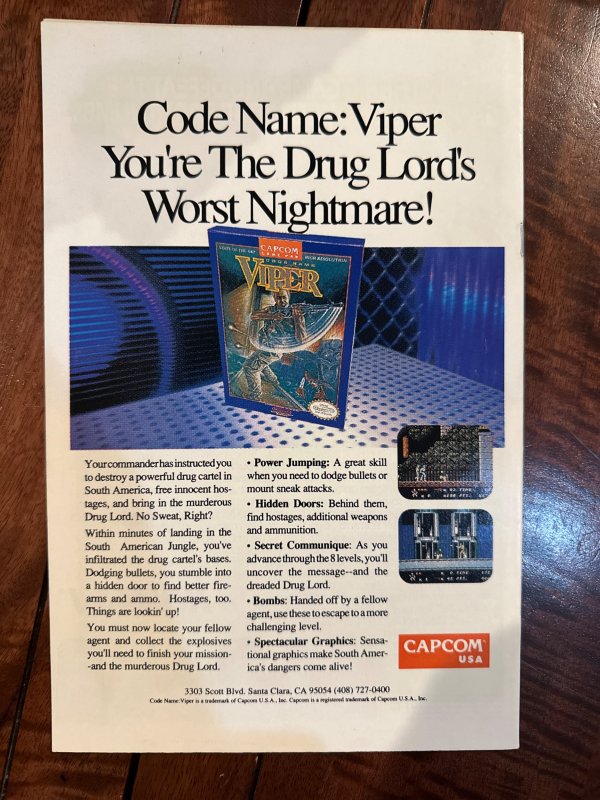 Code Name: Viper
You're The Drug Lord's
Worst Nightmare!
STATE OF THE ART
CAPCOM
HIGH RESOLUTION
CODE NAME
VIPER
Your commander has instructed you
to destroy a powerful drug cartel in
South America, free innocent hos-
tages, and bring in the murderous
Drug Lord. No Sweat, Right?
Within minutes of landing in the
South American Jungle, you've
infiltrated the drug cartel's bases.
Dodging bullets, you stumble into
a hidden door to find better fire-
arms and ammo. Hostages, too.
Things are lookin' up!
You must now locate your fellow
agent and collect the explosives
you'll need to finish your mission-
-and the murderous Drug Lord.
• Power Jumping: A great skill
when you need to dodge bullets or
mount sneak attacks.
• Hidden Doors: Behind them,
find hostages, additional weapons
and ammunition.
• Secret Communique: As you
advance through the 8 levels, you'll
uncover the message--and the
dreaded Drug Lord.
• Bombs: Handed off by a fellow
agent, use these to escape to a more
challenging level.
• Spectacular Graphics: Sensa-
tional graphics make South Amer-
ica's dangers come alive!
CAPCOM
USA
3303 Scott Blvd. Santa Clara, CA 95054 (408) 727-0400
Code Name: Viper is a trademark of Capcom U.S.A., Inc. Capcom is a registered trademark of Capcom U.S.A., Inc.